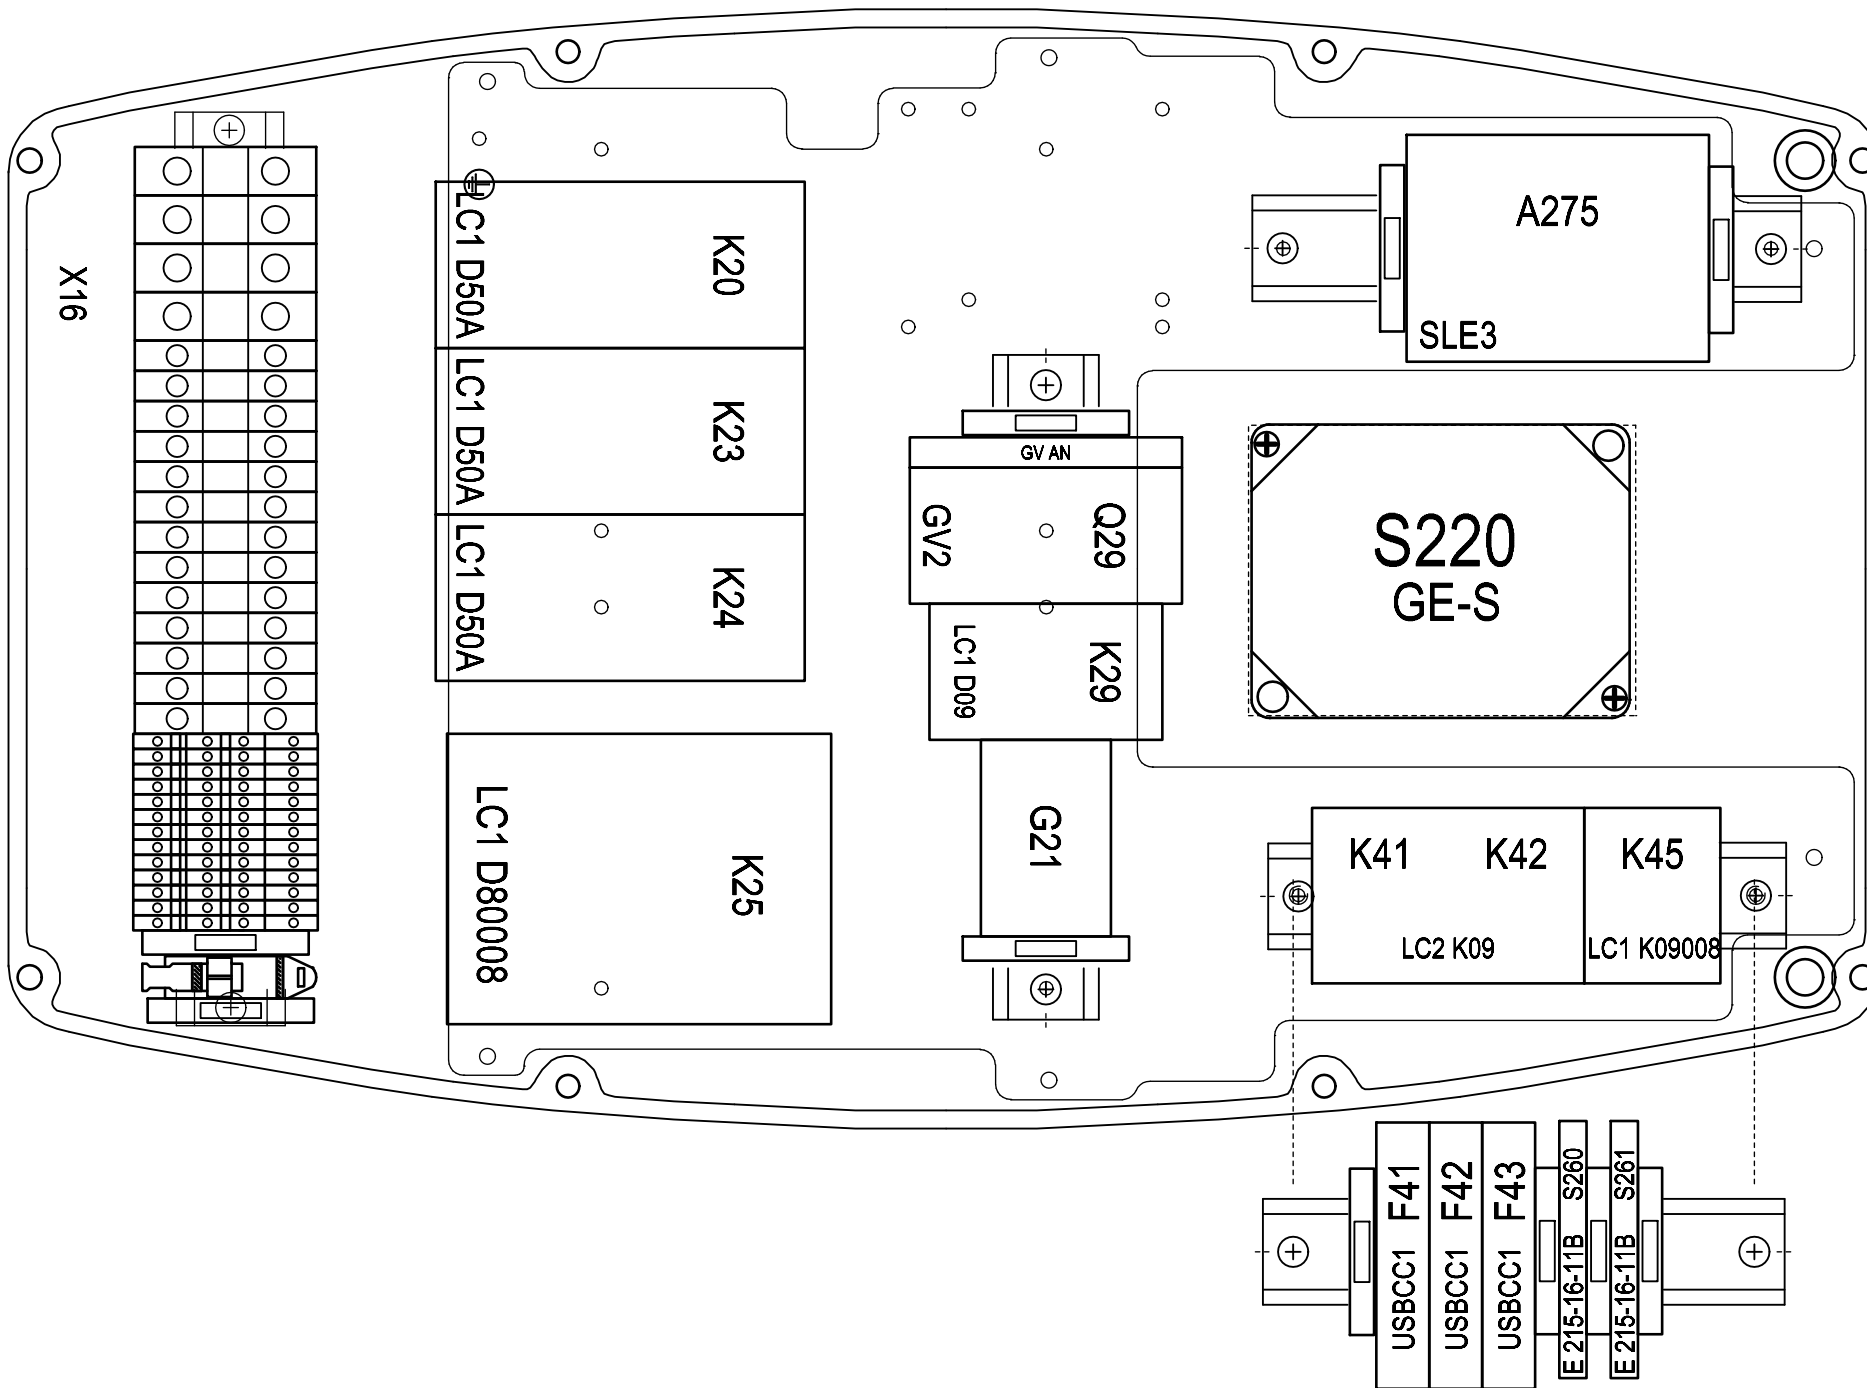 X16
LC1 D50A
K20
LC1 D50A
K23
LC1 D50A
K24
LC1 D80008
K25
GV AN
GV2
Q29
LC1 D09
K29
G21
A275
SLE3
S220
GE-S
K41
K42
K45
LC2 K09
LC1 K09008
USBCC1 F41
USBCC1 F42
USBCC1 F43
E 215-16-11B S260
E 215-16-11B S261